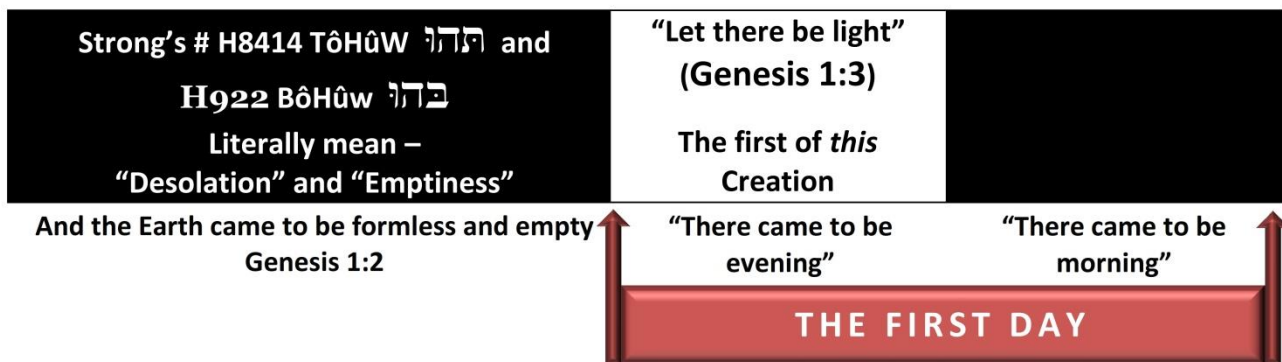 Strong’s # H8414 TôHûW תֹּהוּ and
H922 BôHûw בֹּהוּ
Literally mean –
“Desolation” and “Emptiness”
“Let there be light”
(Genesis 1:3)
The first of this
Creation
And the Earth came to be formless and empty
Genesis 1:2
“There came to be
evening”
“There came to be
morning”
THE FIRST DAY